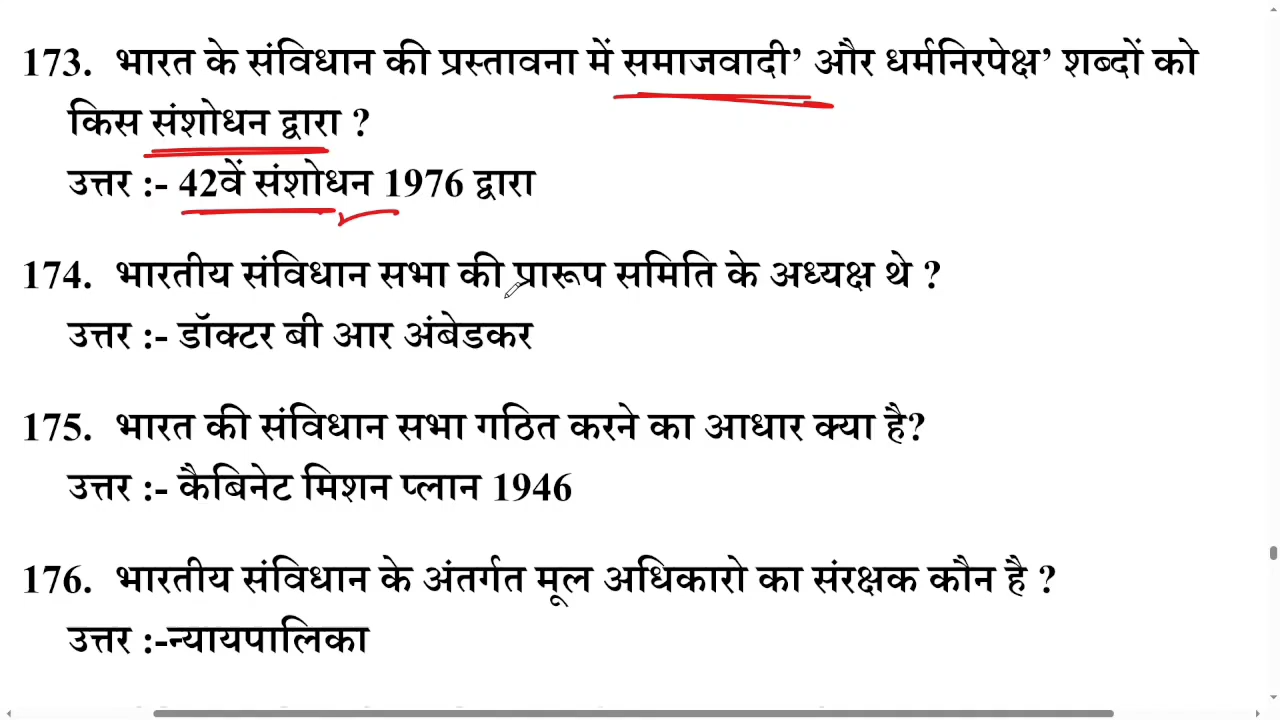 173. भारत के संविधान की प्रस्तावना में समाजवादी’ और धर्मनिरपेक्ष’ शब्दों को
किस संशोधन द्वारा ?
उत्तर :- 42वें संशोधन 1976 द्वारा
174. भारतीय संविधान सभा की प्रारूप समिति के अध्यक्ष थे ?
उत्तर :- डॉक्टर बी आर अंबेडकर
175. भारत की संविधान सभा गठित करने का आधार क्या है?
उत्तर :- कैबिनेट मिशन प्लान 1946
176. भारतीय संविधान के अंतर्गत मूल अधिकारो का संरक्षक कौन है ?
उत्तर :-न्यायपालिका